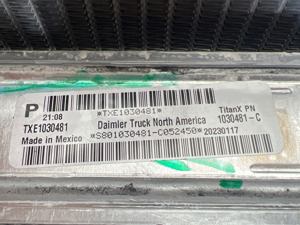 P
21:08
*TXE1030481*
TitanX PN
TXE1030481
Daimler Truck North America
1030481-C
Made in Mexico
*S801030481-C052450*20230117